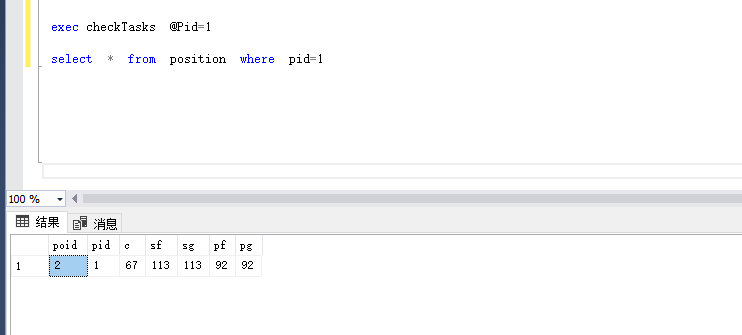 exec checkTasks @Pid=1
select * from position where pid=1
100 %
结果 消息
poid pid c sf sg pf pg
1 2 1 67 113 113 92 92